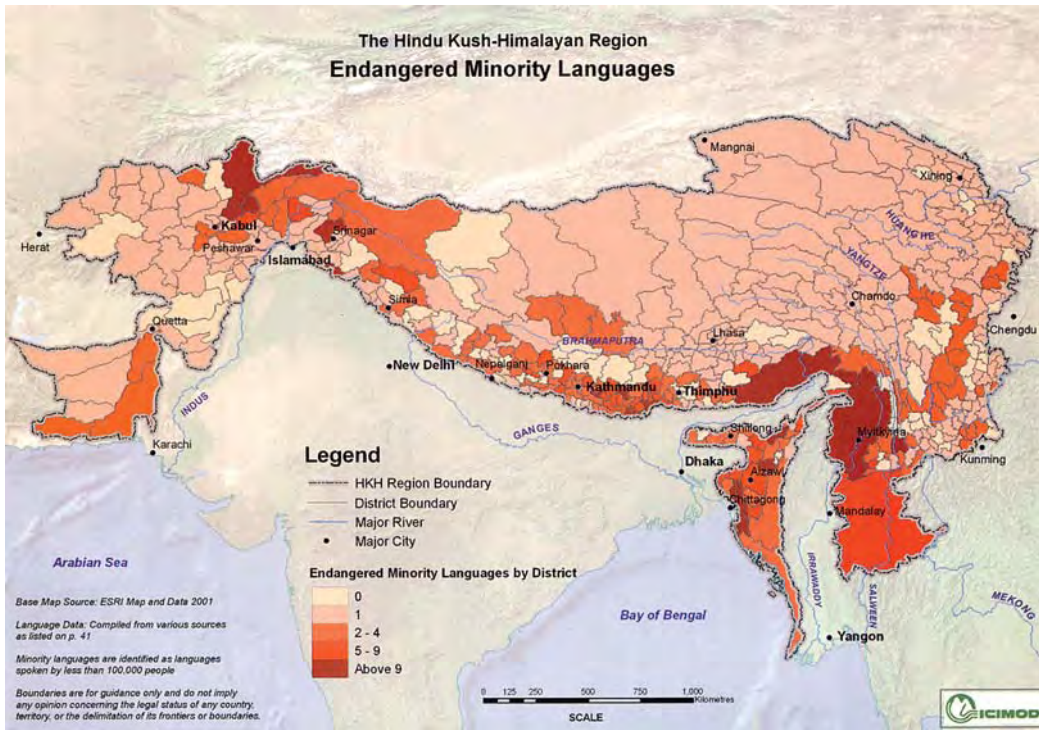 The Hindu Kush-Himalayan Region
Endangered Minority Languages
Mangnai
Xining
HUANG HE
Kabul
Srinagar
Herat
Peshawar
Islamabad
YANGTZE
Chamdo
Simla
Quetta
Lhasa
Chengdu
BRAHMAPUTRA
New Delhi
Nepalganj
Pokhara
Kathmandu
Thimphu
INDUS
GANGES
Shillong
Myitkyina
Karachi
Kunming
Dhaka
Aizawl
Chittagong
Mandalay
Legend
HKH Region Boundary
District Boundary
Major River
Major City
Arabian Sea
Endangered Minority Languages by District
0
1
2 - 4
5 - 9
Above 9
IRRAWADDY
SALWEEN
MEKONG
Bay of Bengal
Yangon
Base Map Source: ESRI Map and Data 2001
Language Data: Compiled from various sources
as listed on p. 41
Minority languages are identified as languages
spoken by less than 100,000 people
Boundaries are for guidance only and do not imply
any opinion concerning the legal status of any country,
territory, or the delimitation of its frontiers or boundaries.
0 125 250 500 750 1,000
Kilometres
SCALE
ICIMOD